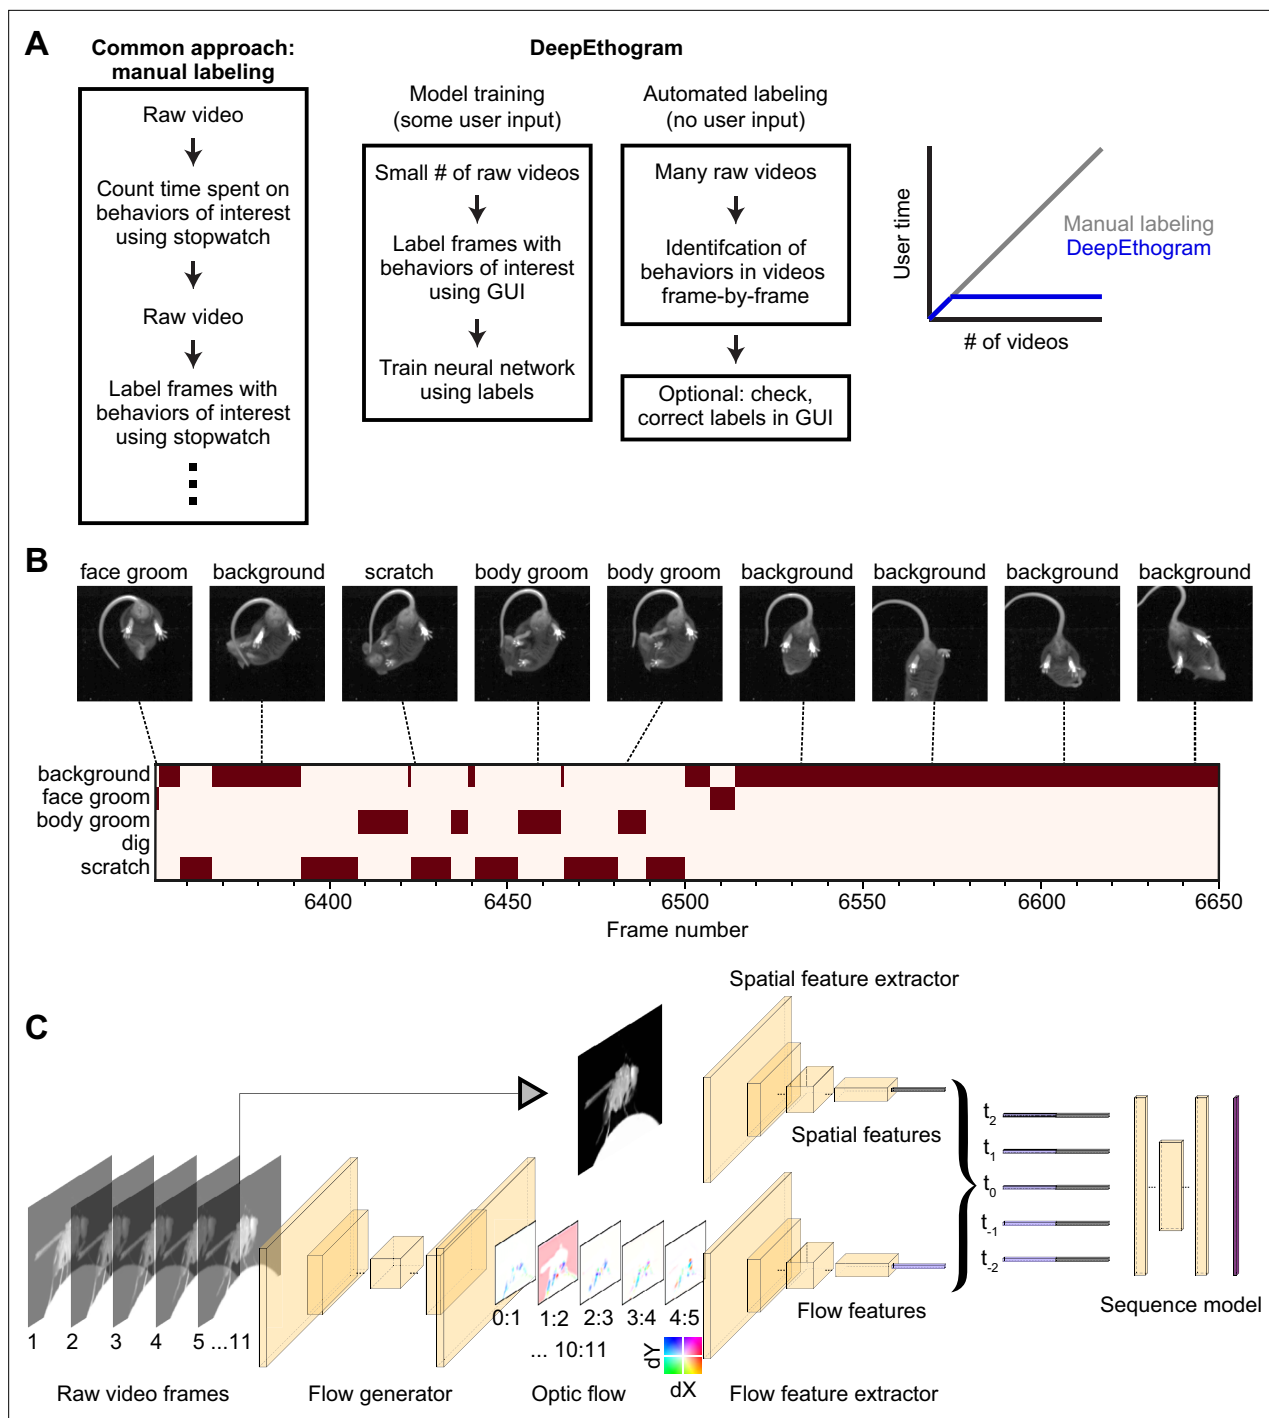 A
Common approach:
manual labeling
Raw video
Count time spent on
behaviors of interest
using stopwatch
Raw video
Label frames with
behaviors of interest
using stopwatch
DeepEthogram
Model training
(some user input)
Small # of raw videos
Label frames with
behaviors of interest
using GUI
Train neural network
using labels
Automated labeling
(no user input)
Many raw videos
Identifcation of
behaviors in videos
frame-by-frame
Optional: check,
correct labels in GUI
User time
Manual labeling
DeepEthogram
# of videos
B
face groom background scratch body groom body groom background background background background
background
face groom
body groom
dig
scratch
6400 6450 6500 6550 6600 6650
Frame number
C
Spatial feature extractor
Spatial features
t2
t1
t0
t-1
t-2
Sequence model
1 2 3 4 5 ...11
Raw video frames
Flow generator
0:1 1:2 2:3 3:4 4:5
... 10:11
Optic flow
dY
dX
Flow features
Flow feature extractor